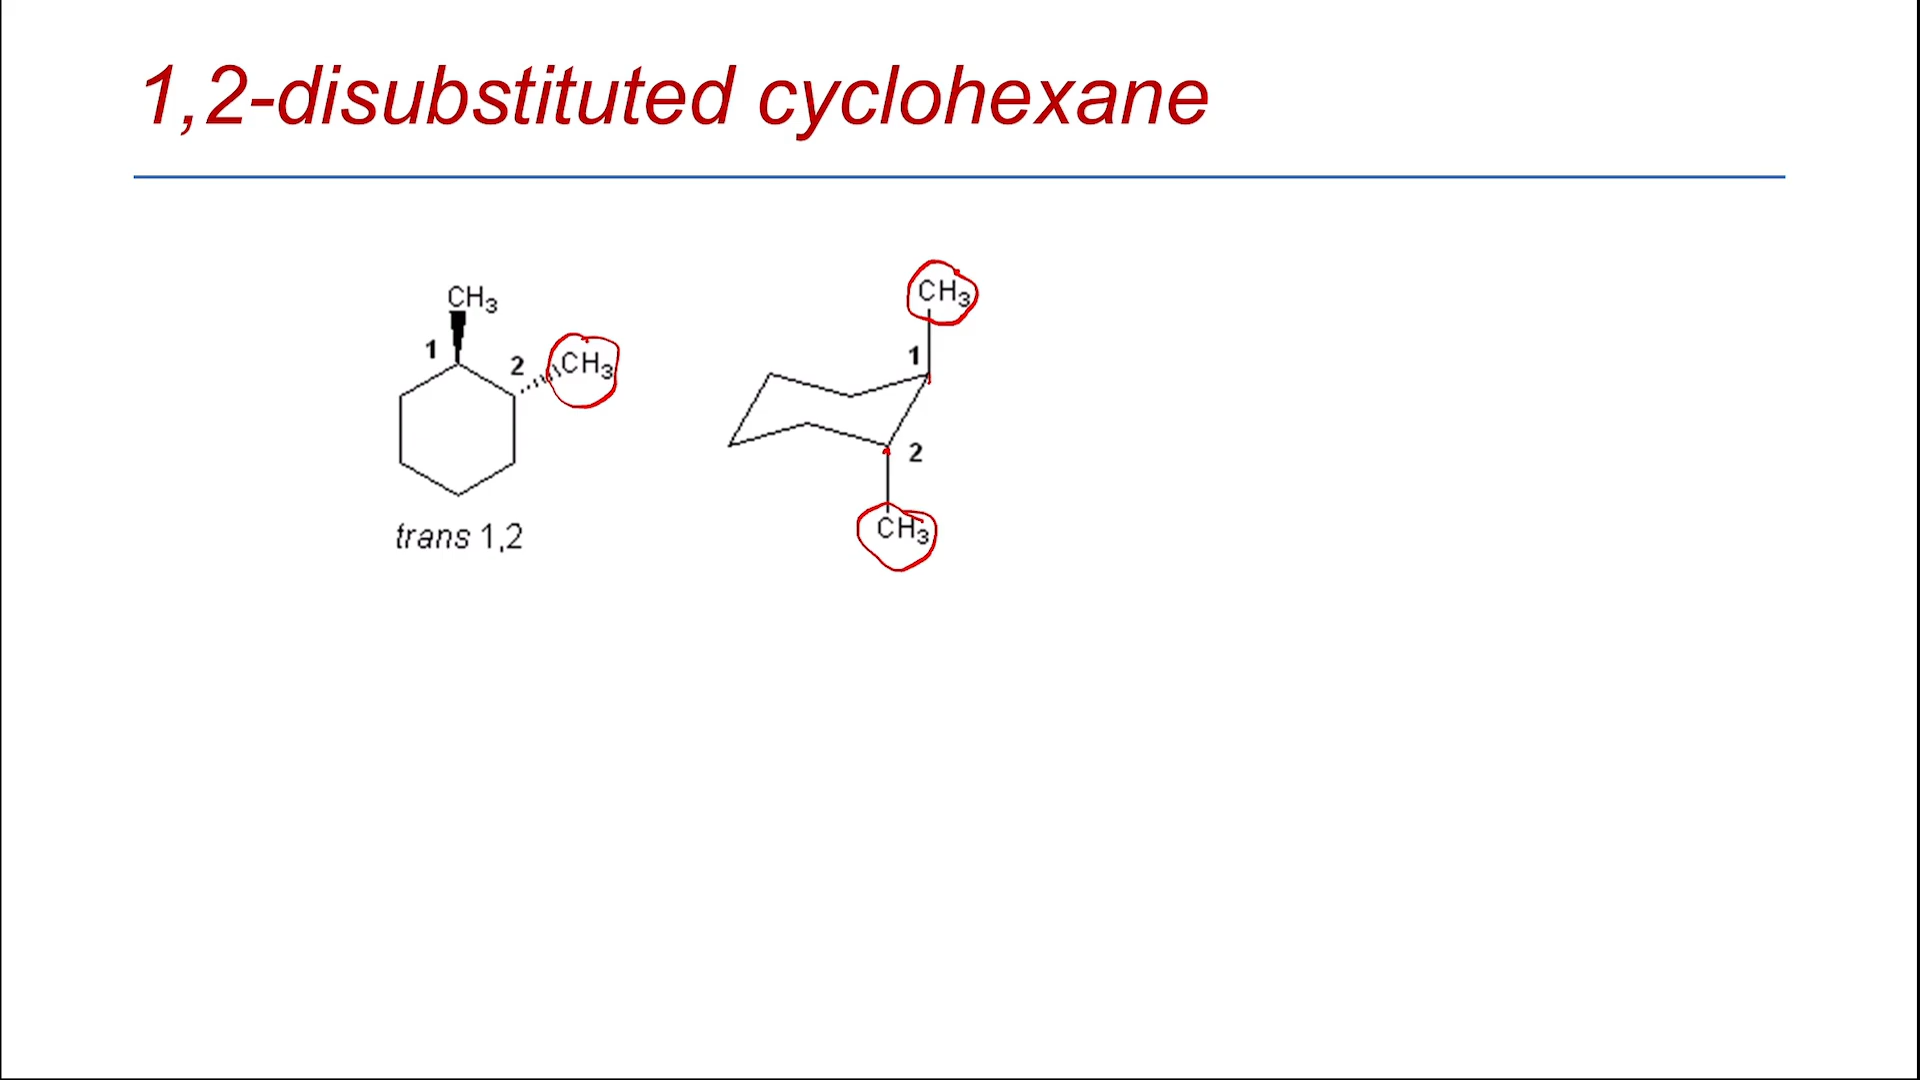 1,2-disubstituted cyclohexane
CH3
1
2
CH3
trans 1,2
CH3
1
2
CH3